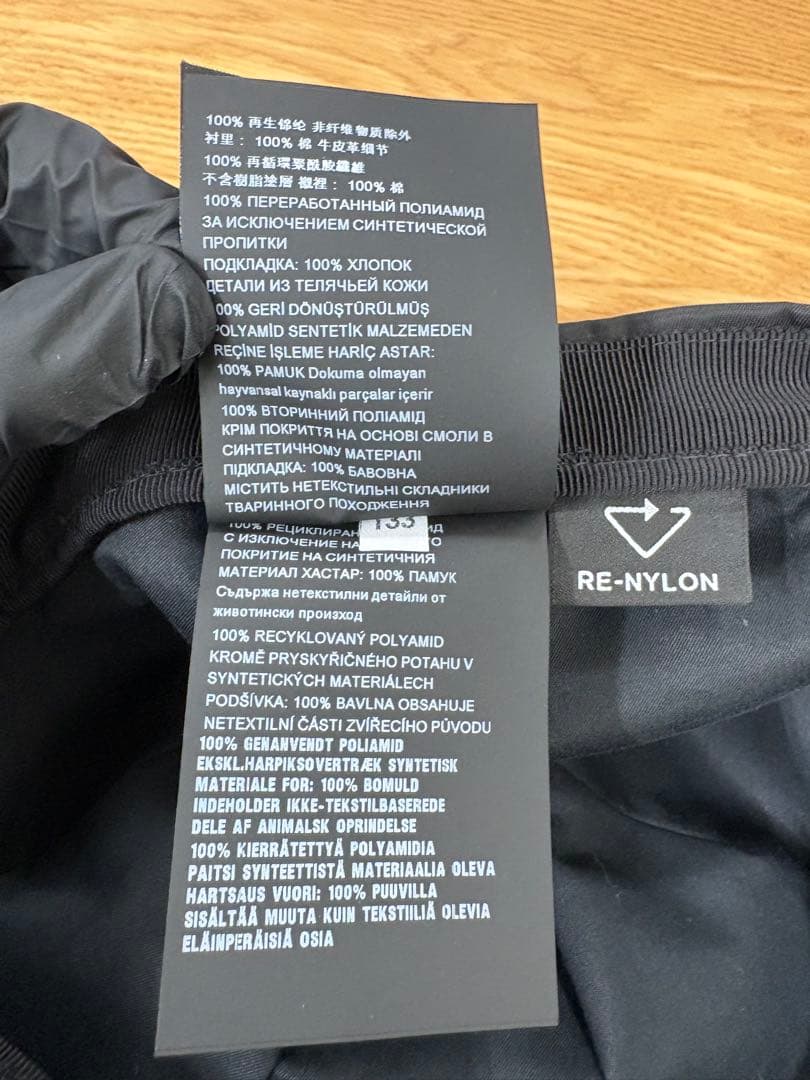 100% 再生锦纶 非纤维物质除外
衬里： 100% 棉 牛皮革细节
100% 再循環聚酰胺纖維
不含樹脂塗層 襯裡： 100% 棉
100% ПЕРЕРАБОТАННЫЙ ПОЛИАМИД
ЗА ИСКЛЮЧЕНИЕМ СИНТЕТИЧЕСКОЙ
ПРОПИТКИ
ПОДКЛАДКА: 100% ХЛОПОК
ДЕТАЛИ ИЗ ТЕЛЯЧЬЕЙ КОЖИ
00% GERİ DÖNÜŞTÜRÜLMÜŞ
POLYAMİD SENTETİK MALZEMEDEN
REÇİNE İŞLEME HARİÇ ASTAR:
100% PAMUK Dokuma olmayan
hayvansal kaynaklı parçalar içerir
100% ВТОРИННИЙ ПОЛІАМІД
КРІМ ПОКРИТТЯ НА ОСНОВІ СМОЛИ В
СИНТЕТИЧНОМУ МАТЕРІАЛІ
ПІДКЛАДКА: 100% БАВОВНА
МІСТИТЬ НЕТЕКСТИЛЬНІ СКЛАДНИКИ
ТВАРИННОГО ПОХОДЖЕННЯ
133
100% РЕЦИКЛИРАН
С ИЗКЛЮЧЕНИЕ НА
ПОКРИТИЕ НА СИНТЕТИЧНИЯ
МАТЕРИАЛ ХАСТАР: 100% ПАМУК
Съдържа нетекстилни детайли от
животински произход
100% RECYKLOVANÝ POLYAMID
KROMĚ PRYSKYŘIČNÉHO POTAHU V
SYNTETICKÝCH MATERIÁLECH
PODŠÍVKA: 100% BAVLNA OBSAHUJE
NETEXTILNÍ ČÁSTI ZVÍŘECÍHO PŮVODU
100% GENANVENDT POLIAMID
EKSKL.HARPIKSOVERTRÆK SYNTETISK
MATERIALE FOR: 100% BOMULD
INDEHOLDER IKKE-TEKSTILBASEREDE
DELE AF ANIMALSK OPRINDELSE
100% KIERRÄTETTYÄ POLYAMIDIA
PAITSI SYNTEETTISTÄ MATERIAALIA OLEVA
HARTSAUS VUORI: 100% PUUVILLA
SISÄLTÄÄ MUUTA KUIN TEKSTIILIÄ OLEVIA
ELÄINPERÄISIÄ OSIA
RE-NYLON